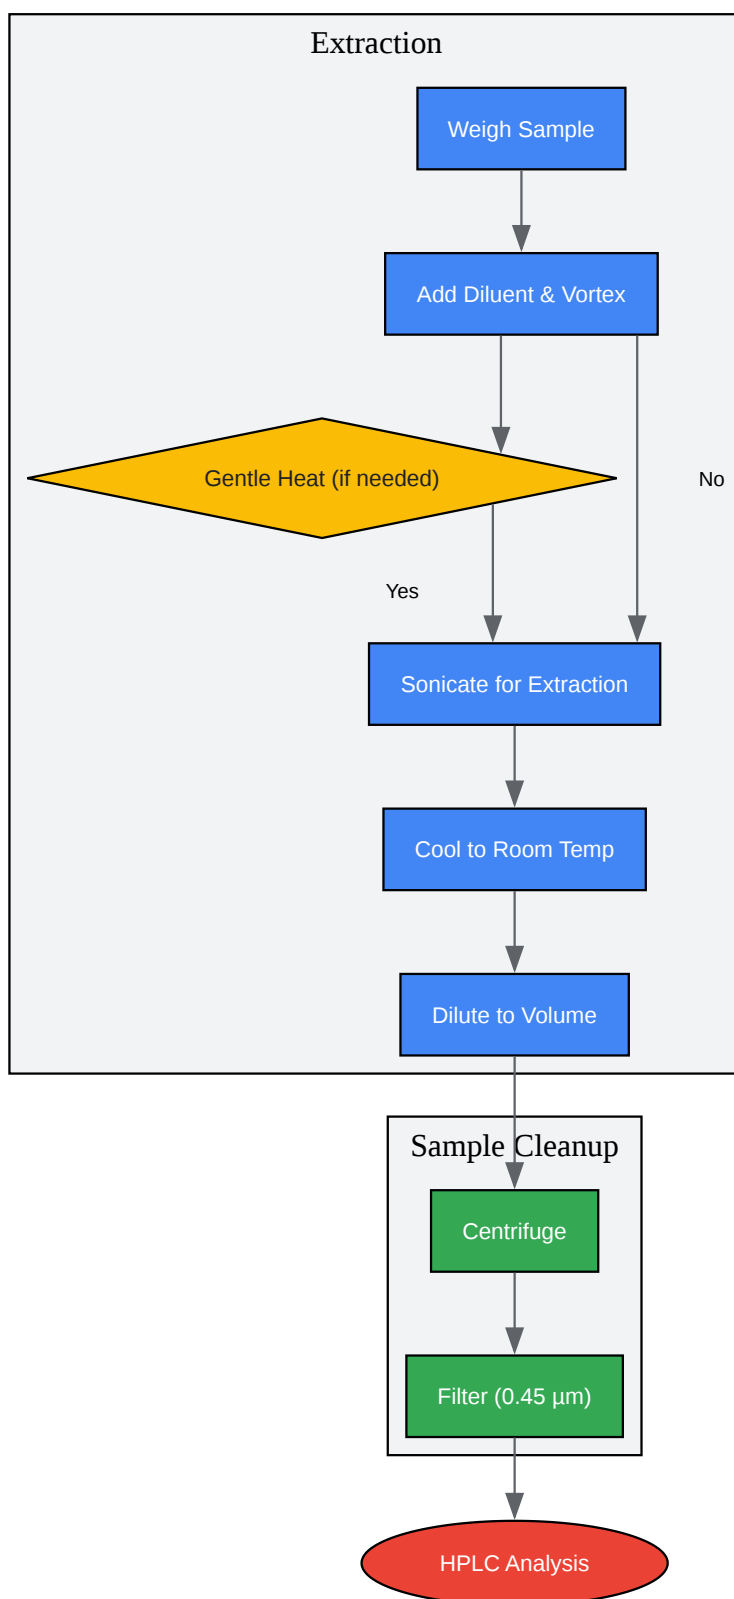 Extraction
Weigh Sample
Add Diluent & Vortex
Gentle Heat (if needed)
No
Yes
Sonicate for Extraction
Cool to Room Temp
Dilute to Volume
Sample Cleanup
Centrifuge
Filter (0.45 µm)
HPLC Analysis